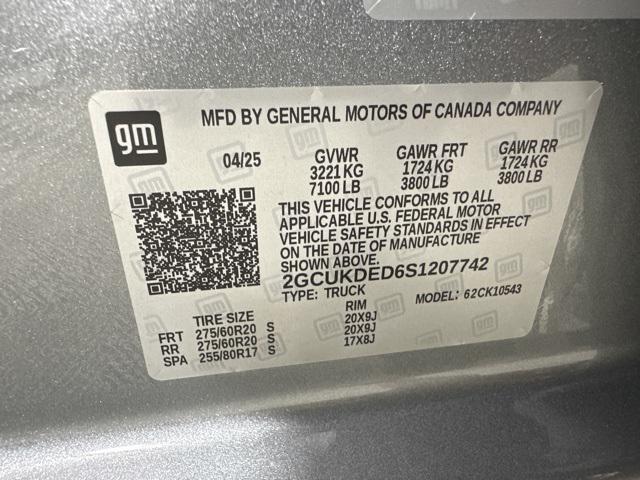 gm
MFD BY GENERAL MOTORS OF CANADA COMPANY
04/25 GVWR GAWR FRT GAWR RR
3221 KG 1724 KG 1724 KG
7100 LB 3800 LB 3800 LB
THIS VEHICLE CONFORMS TO ALL
APPLICABLE U.S. FEDERAL MOTOR
VEHICLE SAFETY STANDARDS IN EFFECT
ON THE DATE OF MANUFACTURE
SHOWN ABOVE.
2GCUKDED6S1207742
TYPE: TRUCK MODEL: 62CK10543
TIRE SIZE RIM
FRT 275/60R20 S 20X9J
RR 275/60R20 S 20X9J
SPA 255/80R17 S 17X8J